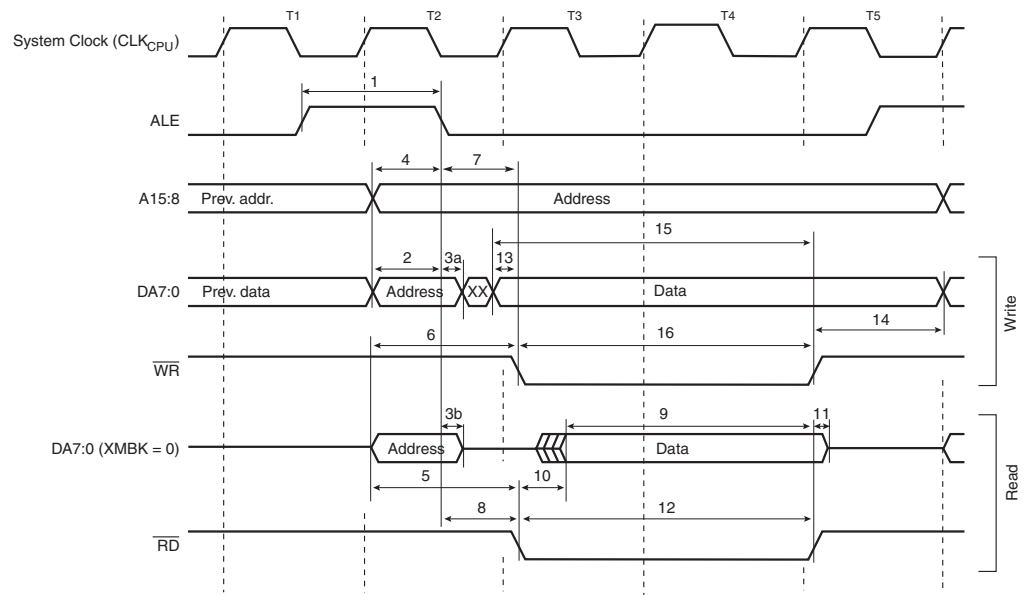 T1 T2 T3 T4 T5
System Clock (CLKCPU)
1
ALE
4 7
A15:8 Prev. addr. Address
15
2 3a 13
DA7:0 Prev. data Address XX Data
14
6 16
WR
Write
3b 9 11
DA7:0 (XMBK = 0) Address Data
5 10
8 12
RD
Read